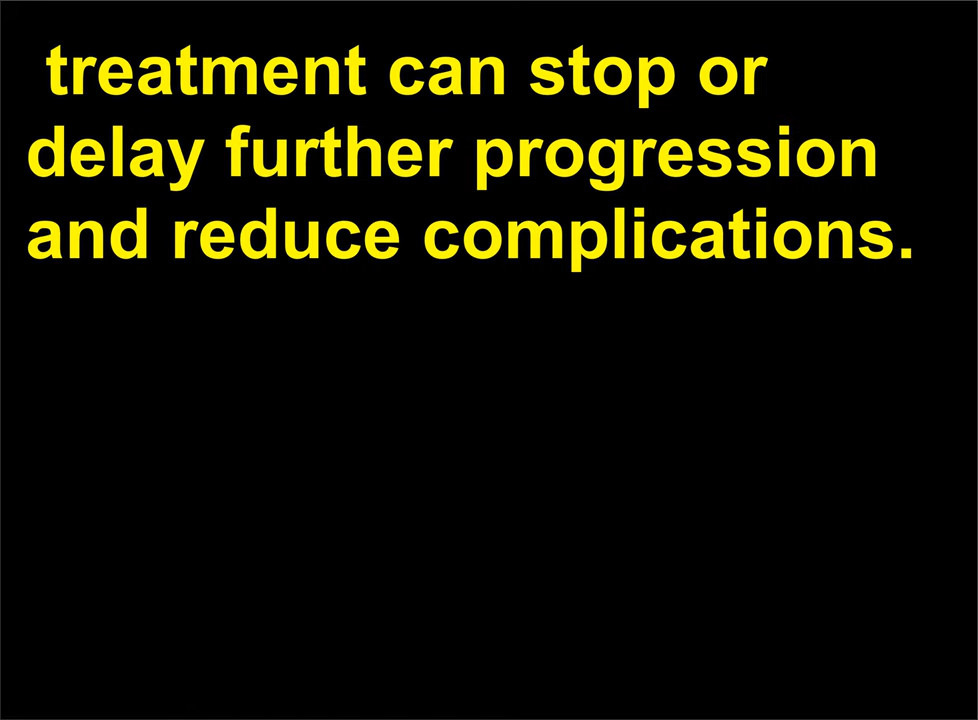 treatment can stop or
delay further progression
and reduce complications.